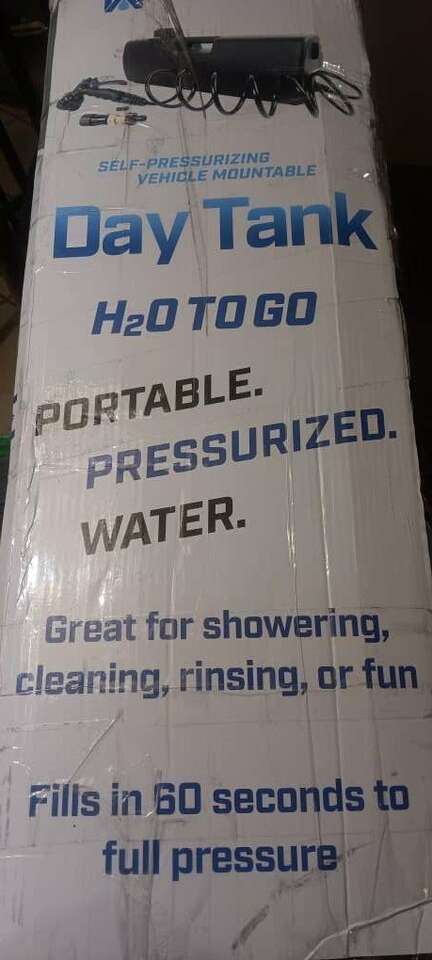 SELF-PRESSURIZING
VEHICLE MOUNTABLE
Day Tank
H₂O TO GO
PORTABLE.
PRESSURIZED.
WATER.
Great for showering,
cleaning, rinsing, or fun
Fills in 60 seconds to
full pressure